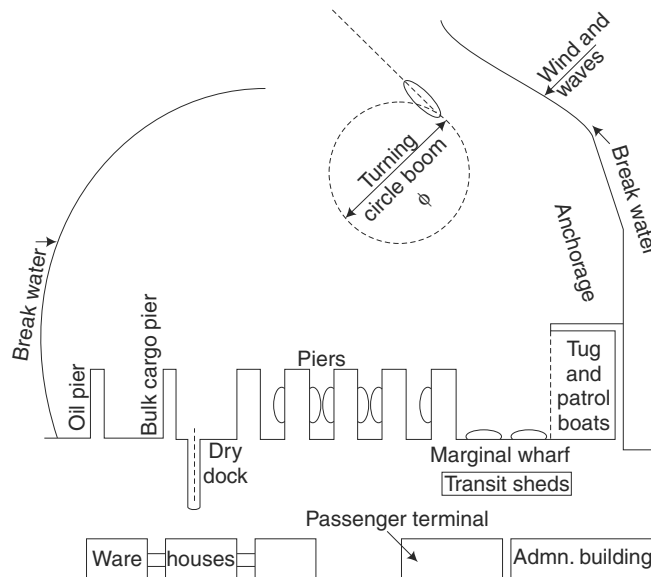 Wind and
waves
Turning
circle boom
ϕ
Break water
Break water
Anchorage
Oil pier
Bulk cargo pier
Piers
Tug
and
patrol
boats
Dry
dock
Marginal wharf
Transit sheds
Passenger terminal
Ware houses
Admn. building